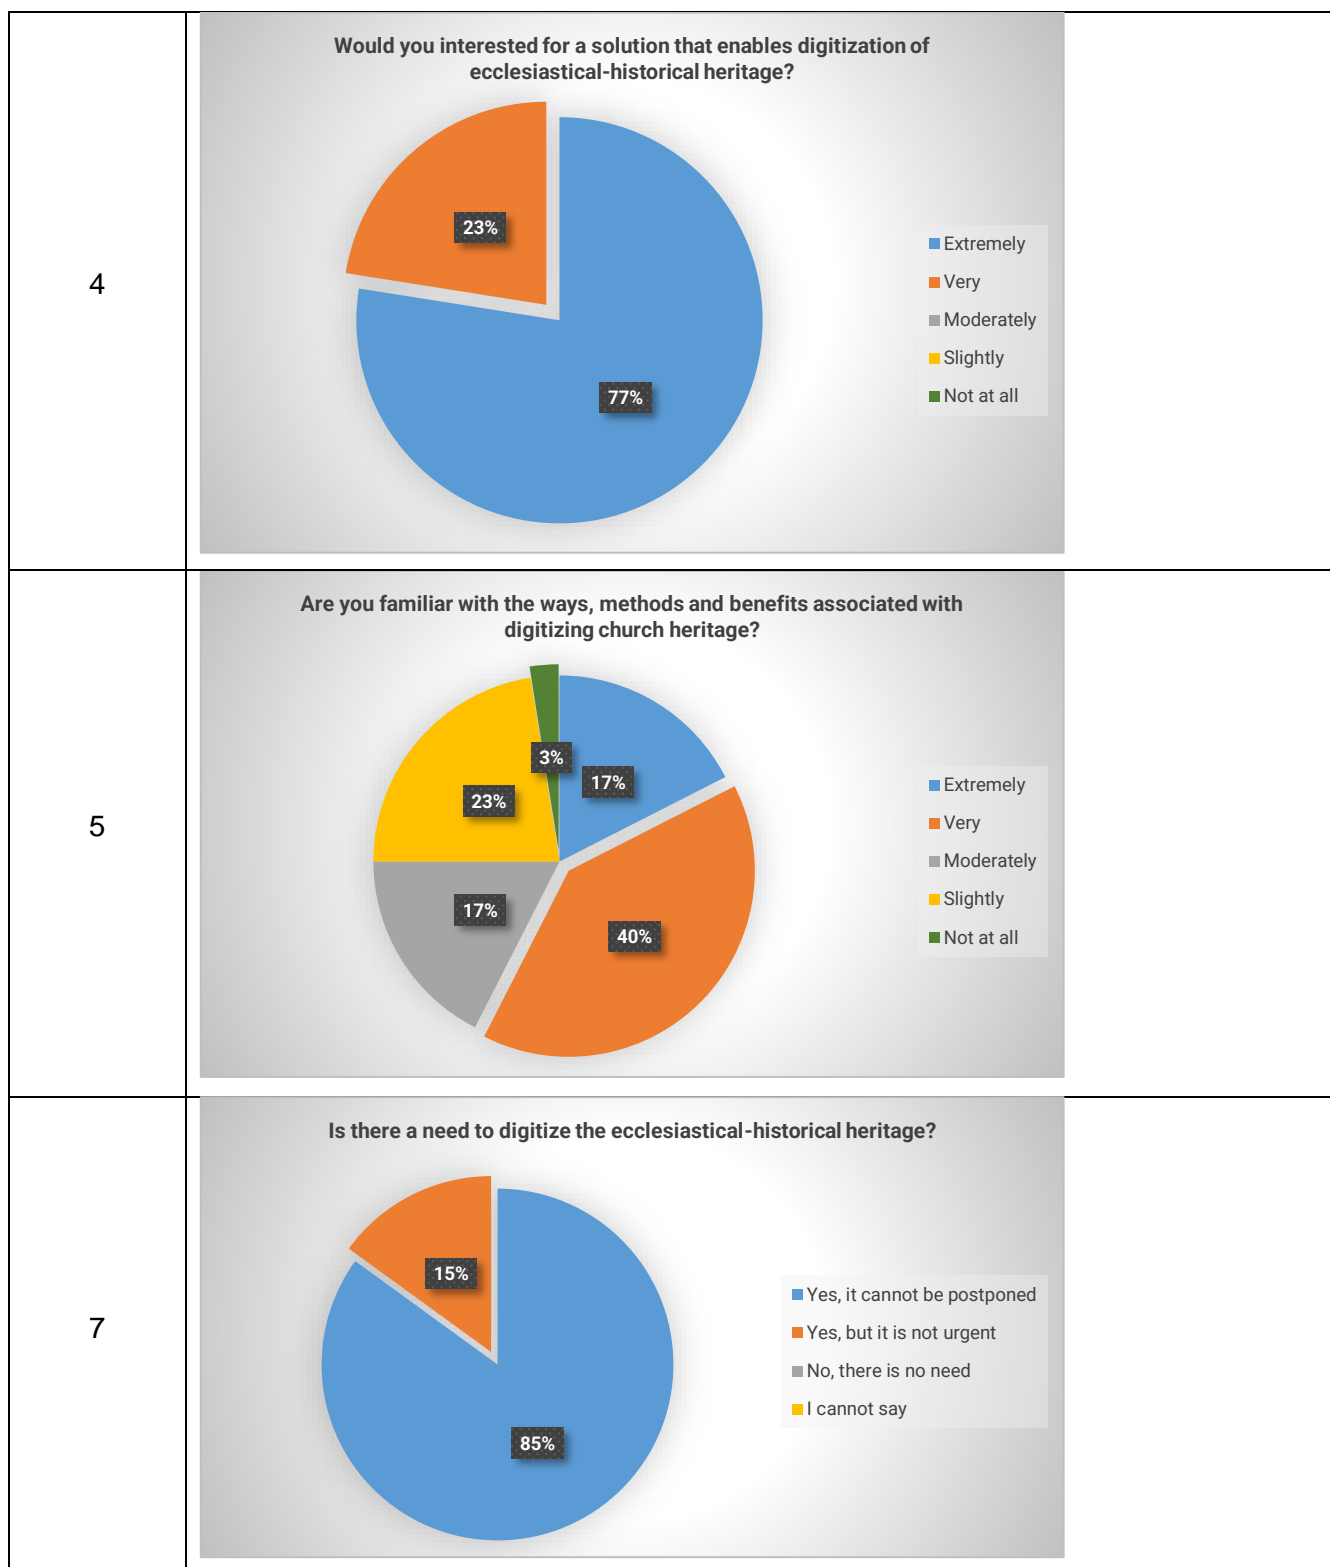 4
Would you interested for a solution that enables digitization of
ecclesiastical-historical heritage?
23%
77%
Extremely
Very
Moderately
Slightly
Not at all
5
Are you familiar with the ways, methods and benefits associated with
digitizing church heritage?
3%
17%
23%
17%
40%
Extremely
Very
Moderately
Slightly
Not at all
7
Is there a need to digitize the ecclesiastical-historical heritage?
15%
85%
Yes, it cannot be postponed
Yes, but it is not urgent
No, there is no need
I cannot say